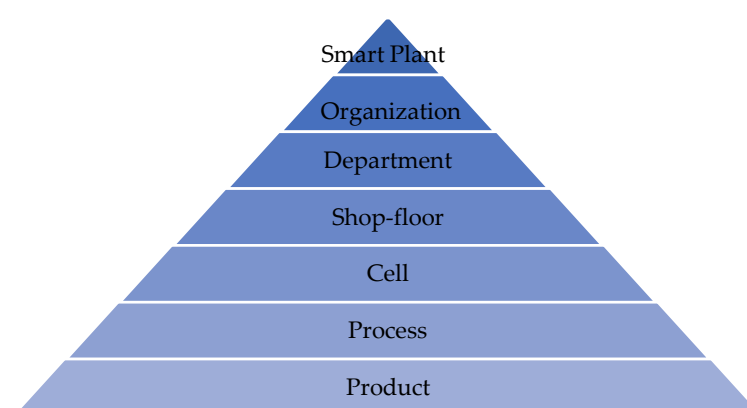 Smart Plant
Organization
Department
Shop-floor
Cell
Process
Product